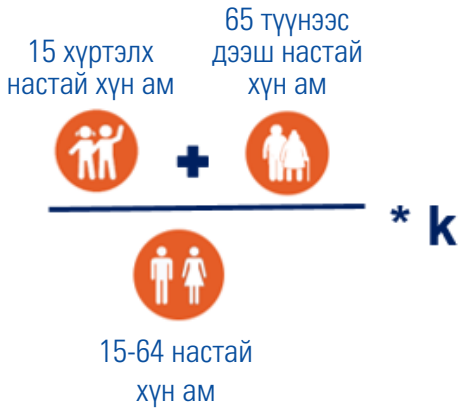 15 хүртэлх
настай хүн ам
65 түүнээс
дээш настай
хүн ам
+
* k
15-64 настай
хүн ам